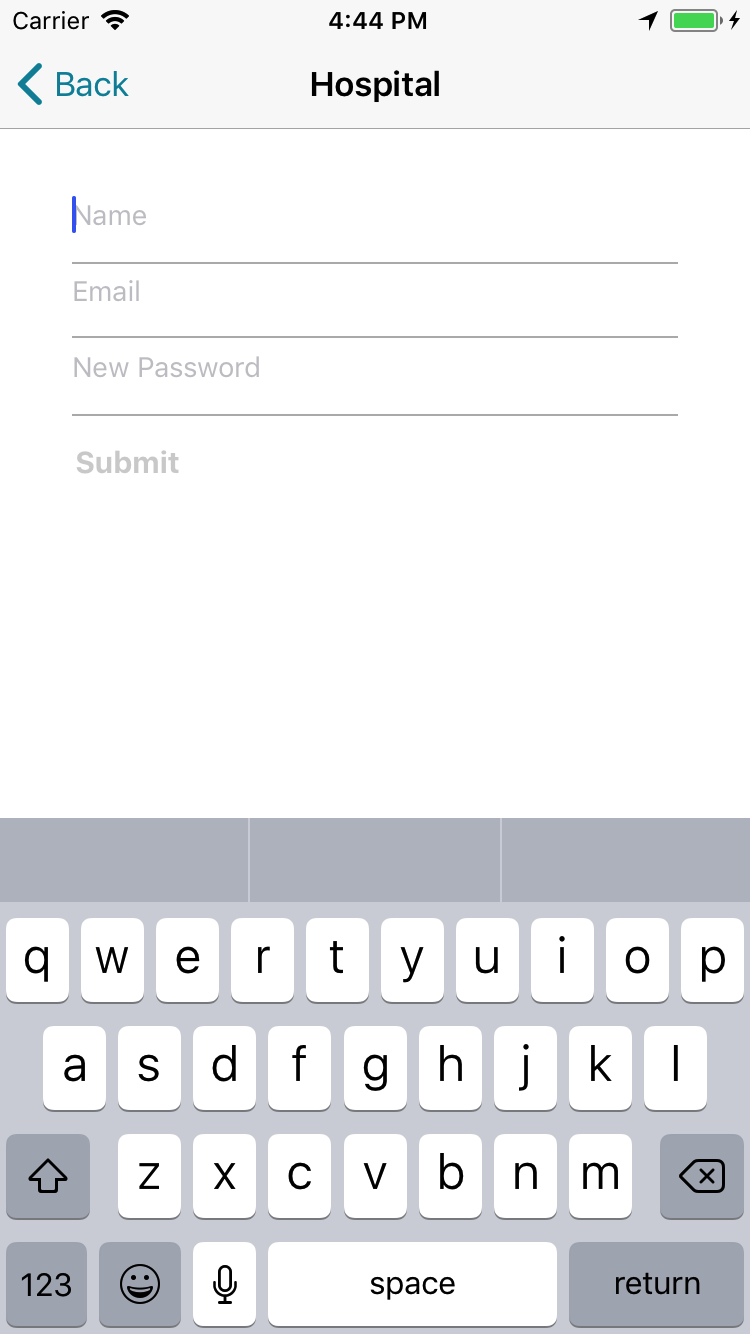 Carrier 4:44 PM
Back Hospital
Name
Email
New Password
Submit
q w e r t y u i o p
a s d f g h j k l
z x c v b n m
123 space return